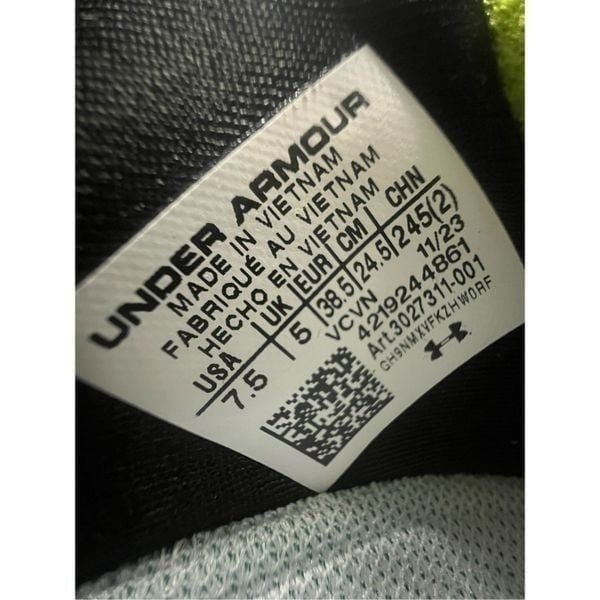 UNDER ARMOUR
MADE IN VIETNAM
FABRIQUÉ AU VIETNAM
HECHO EN VIETNAM
USA UK EUR CM CHN
7.5 5 38.5 24.5 245(2)
VCVN 11/23
4219244861
Art.3027311-001
GH9NMXVFKZHW0RF